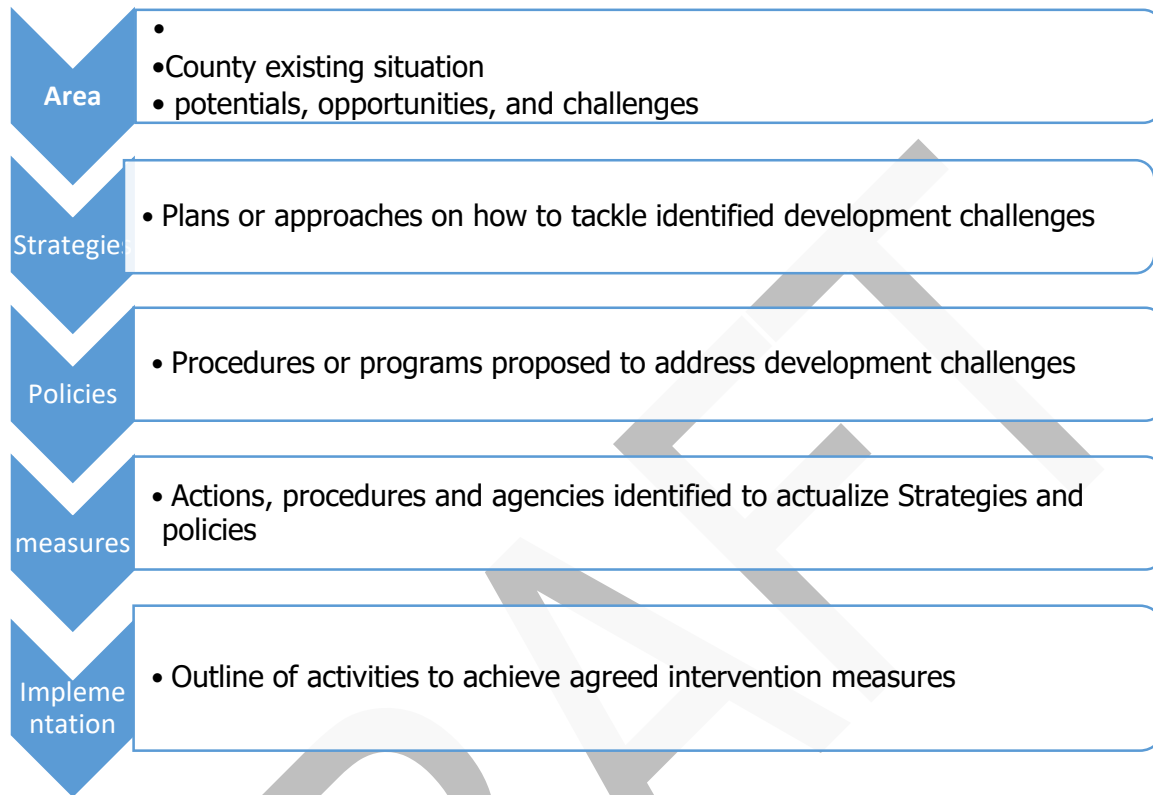 •
Area
•County existing situation
• potentials, opportunities, and challenges
Strategies
• Plans or approaches on how to tackle identified development challenges
Policies
• Procedures or programs proposed to address development challenges
measures
• Actions, procedures and agencies identified to actualize Strategies and
policies
Impleme
ntation
• Outline of activities to achieve agreed intervention measures
DRAFT